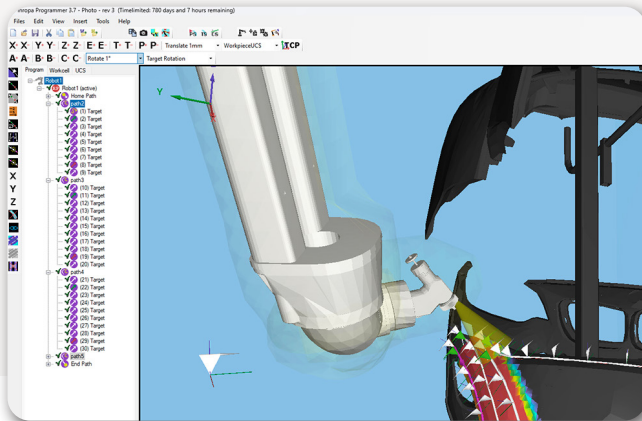 nropa Programmer 3.7 - Photo - rev 3 (Timelimited: 780 days and 7 hours remaining)
Files Edit View Insert Tools Help
X- X+ Y- Y+ Z- Z+ E- E+ T- T+ P- P+ Translate 1mm WorkpieceUCS TCP
A- A+ B- B+ C- C+ Rotate 1° Target Rotation
Program Workcell UCS
Robot1
Robot1 (active)
Home Path
path2
(1) Target
(2) Target
(3) Target
(4) Target
(5) Target
(6) Target
(7) Target
(8) Target
(9) Target
path3
(10) Target
(11) Target
(12) Target
(13) Target
(14) Target
(15) Target
(16) Target
(17) Target
(18) Target
(19) Target
(20) Target
path4
(21) Target
(22) Target
(23) Target
(24) Target
(25) Target
(26) Target
(27) Target
(28) Target
(29) Target
(30) Target
path5
End Path
X
Y
Z
Y